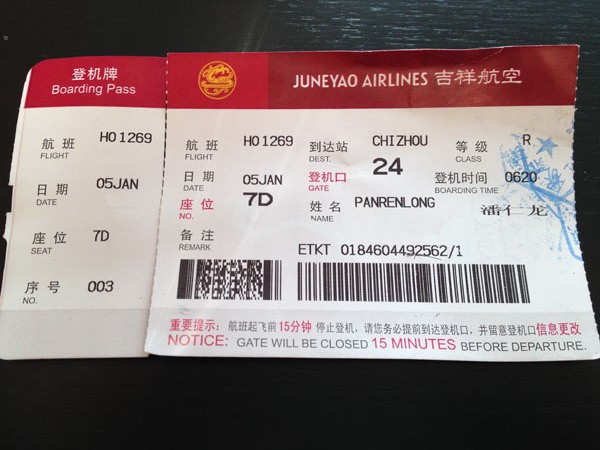 登机牌
Boarding Pass
航班 HO1269
FLIGHT
日期 05JAN
DATE
座位 7D
SEAT
序号 003
NO.
JUNEYAO AIRLINES 吉祥航空
航班 HO1269 到达站 CHIZHOU 等级 R
FLIGHT DEST. CLASS
日期 05JAN 登机口 24 登机时间 0620
DATE GATE BOARDING TIME
座位 7D 姓名 PANRENLONG 潘仁龙
NO. NAME
备注 ETKT 0184604492562/1
REMARK
重要提示: 航班起飞前15分钟 停止登机，请您务必提前到达登机口，并留意登机口信息更改
NOTICE: GATE WILL BE CLOSED 15 MINUTES BEFORE DEPARTURE.